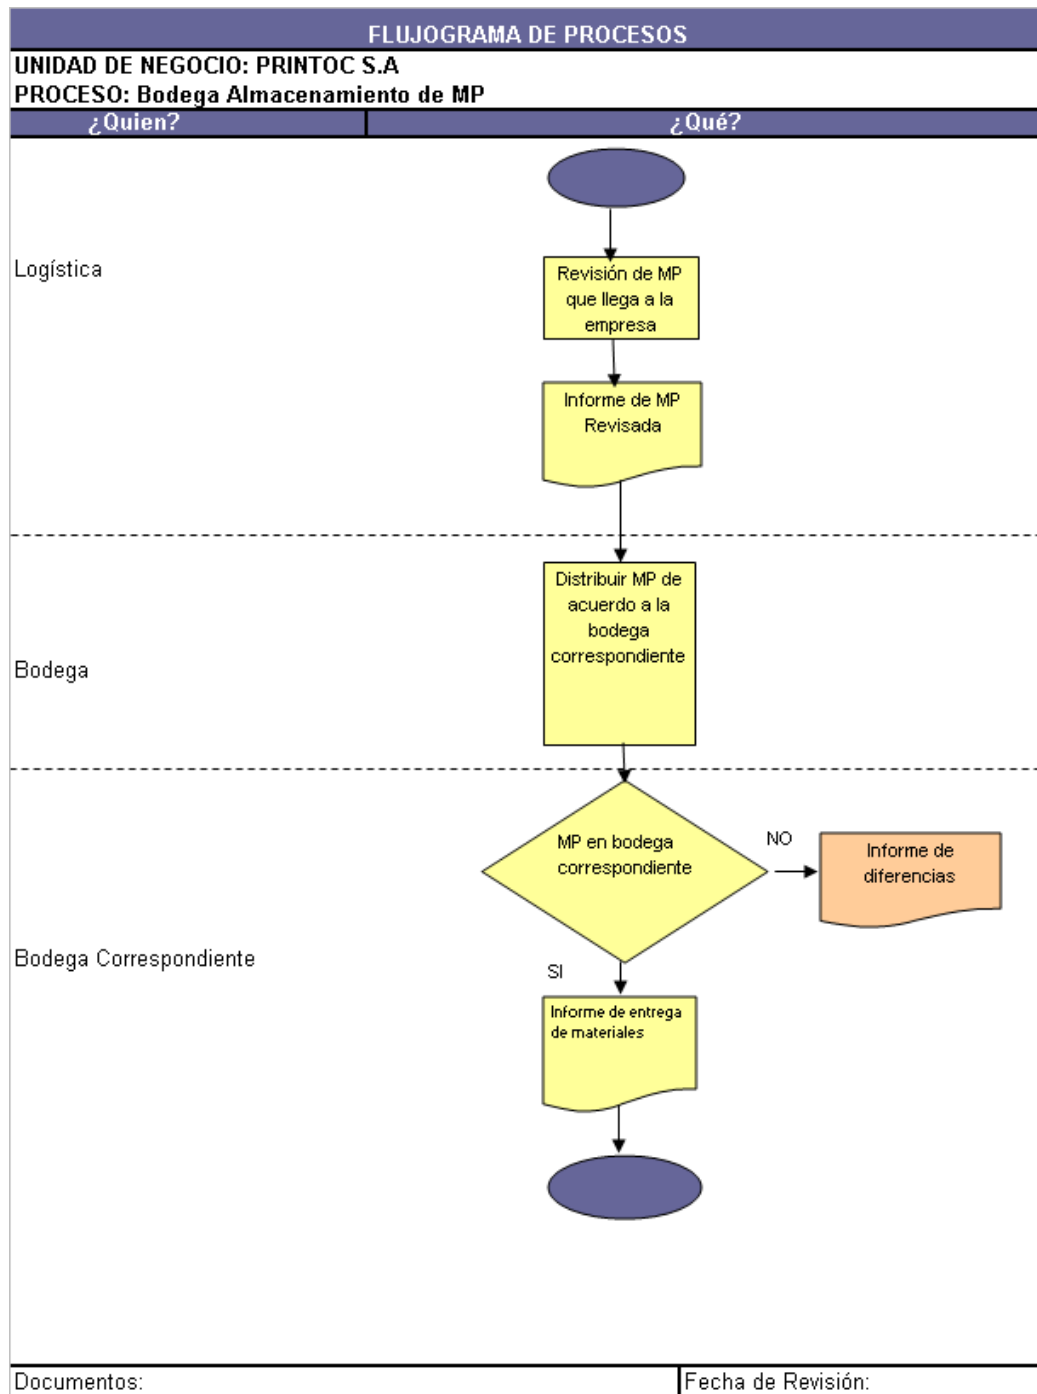 FLUJOGRAMA DE PROCESOS
UNIDAD DE NEGOCIO: PRINTOC S.A
PROCESO: Bodega Almacenamiento de MP
¿Quien?
¿Qué?
Logística
Revisión de MP
que llega a la
empresa
Informe de MP
Revisada
Bodega
Distribuir MP de
acuerdo a la
bodega
correspondiente
Bodega Correspondiente
MP en bodega
correspondiente
NO
Informe de
diferencias
SI
Informe de entrega
de materiales
Documentos:
Fecha de Revisión: